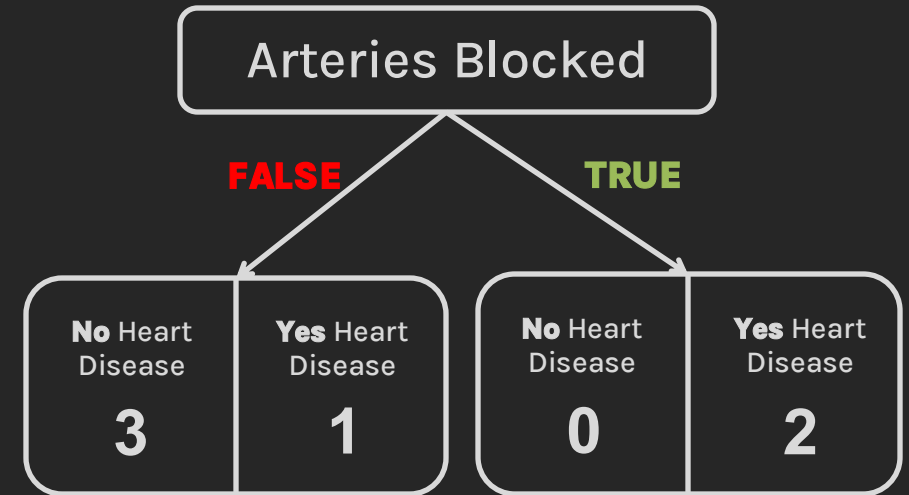 Arteries Blocked
FALSE
TRUE
No Heart
Disease
3
Yes Heart
Disease
1
No Heart
Disease
0
Yes Heart
Disease
2